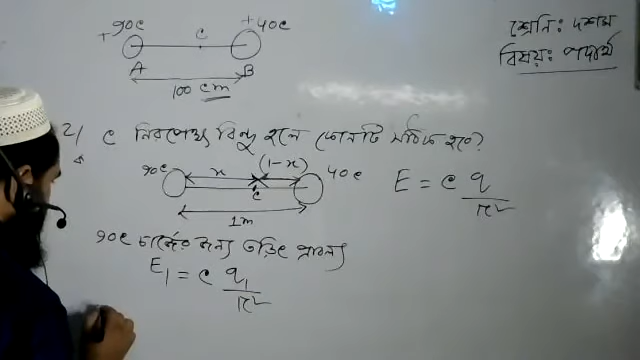 শ্রেনি: দশম
বিষয়: পদার্থ
+90c c +40c
A B
100 cm
2) c নিরপেক্ষ বিন্দু হলে কোনটি সঠিক হবে?
90c x (1-x) 40c
c
1m
E = c q/r²
90c চার্জের জন্য তড়িৎ প্রাবল্য
E₁ = c q₁/r²